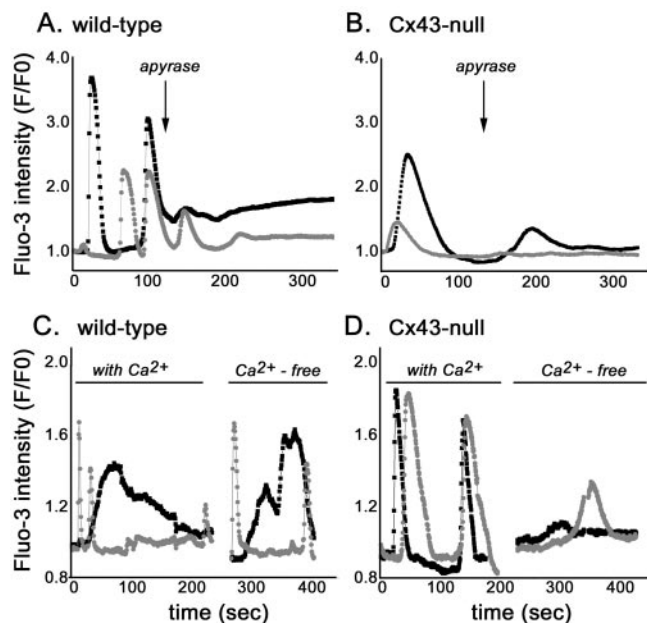 A. wild-type
B. Cx43-null
Fluo-3 intensity (F/F0)
4.0
3.0
2.0
1.0
apyrase
0 100 200 300
4.0
3.0
2.0
1.0
apyrase
0 100 200 300
C. wild-type
D. Cx43-null
Fluo-3 intensity (F/F0)
2.0
1.6
1.2
0.8
with Ca2+ Ca2+ - free
0 100 200 300 400
time (sec)
2.0
1.6
1.2
0.8
with Ca2+ Ca2+ - free
0 100 200 300 400
time (sec)